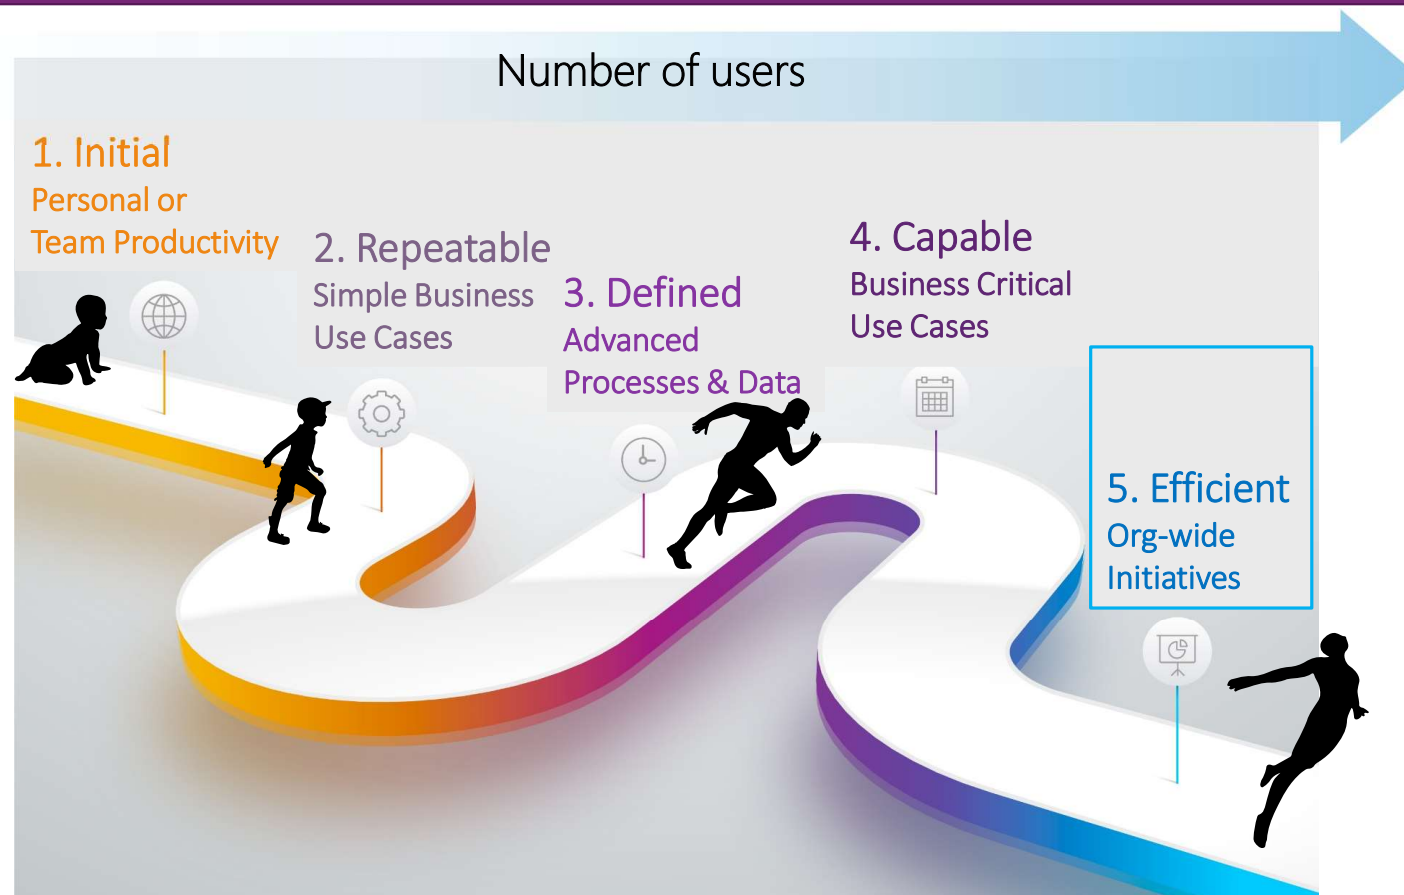 Number of users
1. Initial
Personal or
Team Productivity
2. Repeatable
Simple Business
Use Cases
3. Defined
Advanced
Processes & Data
4. Capable
Business Critical
Use Cases
5. Efficient
Org-wide
Initiatives